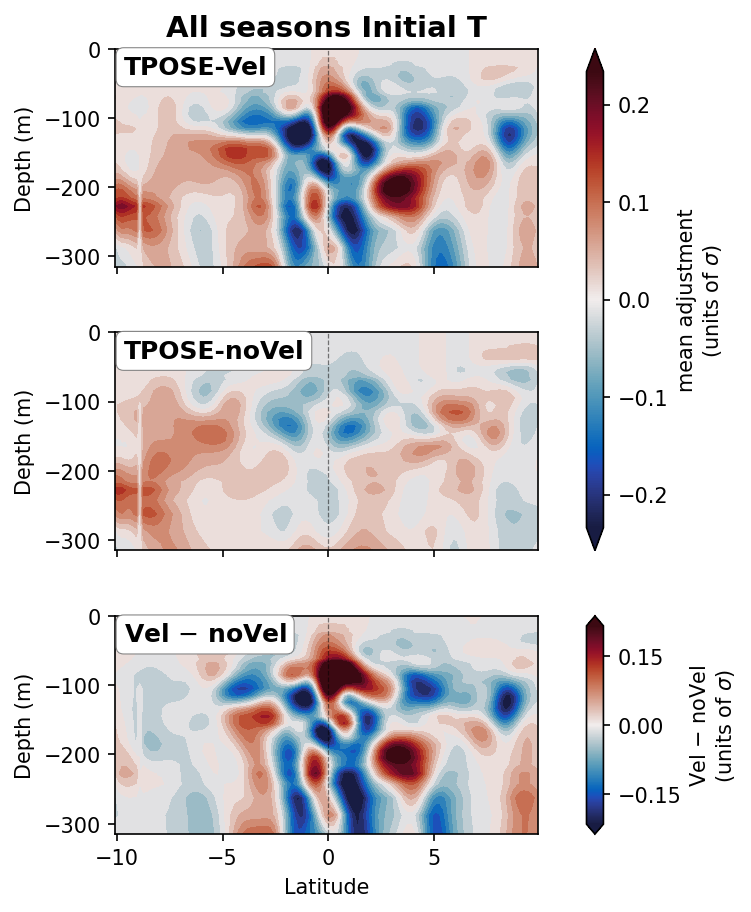 All seasons Initial T
TPOSE-Vel
0
−100
−200
−300
Depth (m)
0.2
0.1
0.0
−0.1
−0.2
mean adjustment
(units of σ)
TPOSE-noVel
0
−100
−200
−300
Depth (m)
Vel − noVel
0
−100
−200
−300
Depth (m)
−10
−5
0
5
Latitude
0.15
0.00
−0.15
Vel − noVel
(units of σ)